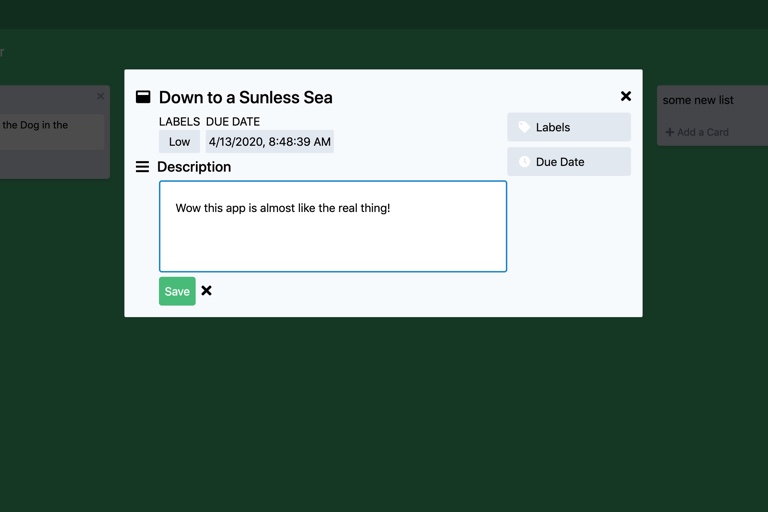 r
the Dog in the
Down to a Sunless Sea
LABELS DUE DATE
Low 4/13/2020, 8:48:39 AM
Description
Wow this app is almost like the real thing!
Save
Labels
Due Date
some new list
Add a Card